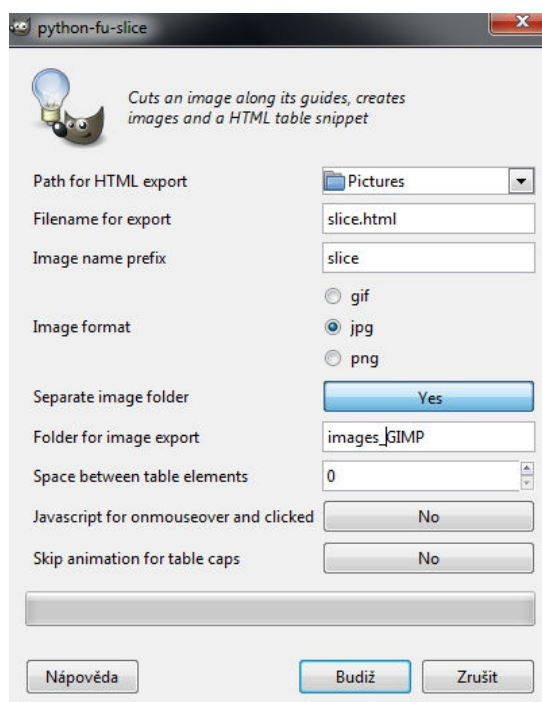 python-fu-slice
Cuts an image along its guides, creates
images and a HTML table snippet
Path for HTML export
Pictures
Filename for export
slice.html
Image name prefix
slice
gif
Image format
jpg
png
Separate image folder
Yes
Folder for image export
images_GIMP
Space between table elements
0
Javascript for onmouseover and clicked
No
Skip animation for table caps
No
Nápověda
Budiž
Zrušit